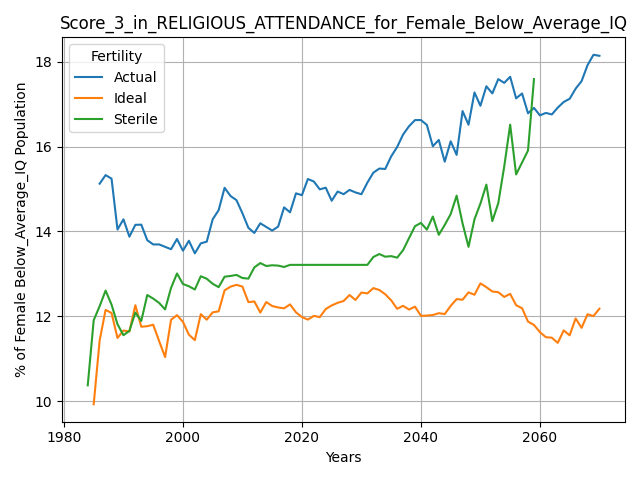 Score_3_in_RELIGIOUS_ATTENDANCE_for_Female_Below_Average_IQ
% of Female Below_Average_IQ Population
18
16
14
12
10
Fertility
Actual
Ideal
Sterile
1980
2000
2020
2040
2060
Years